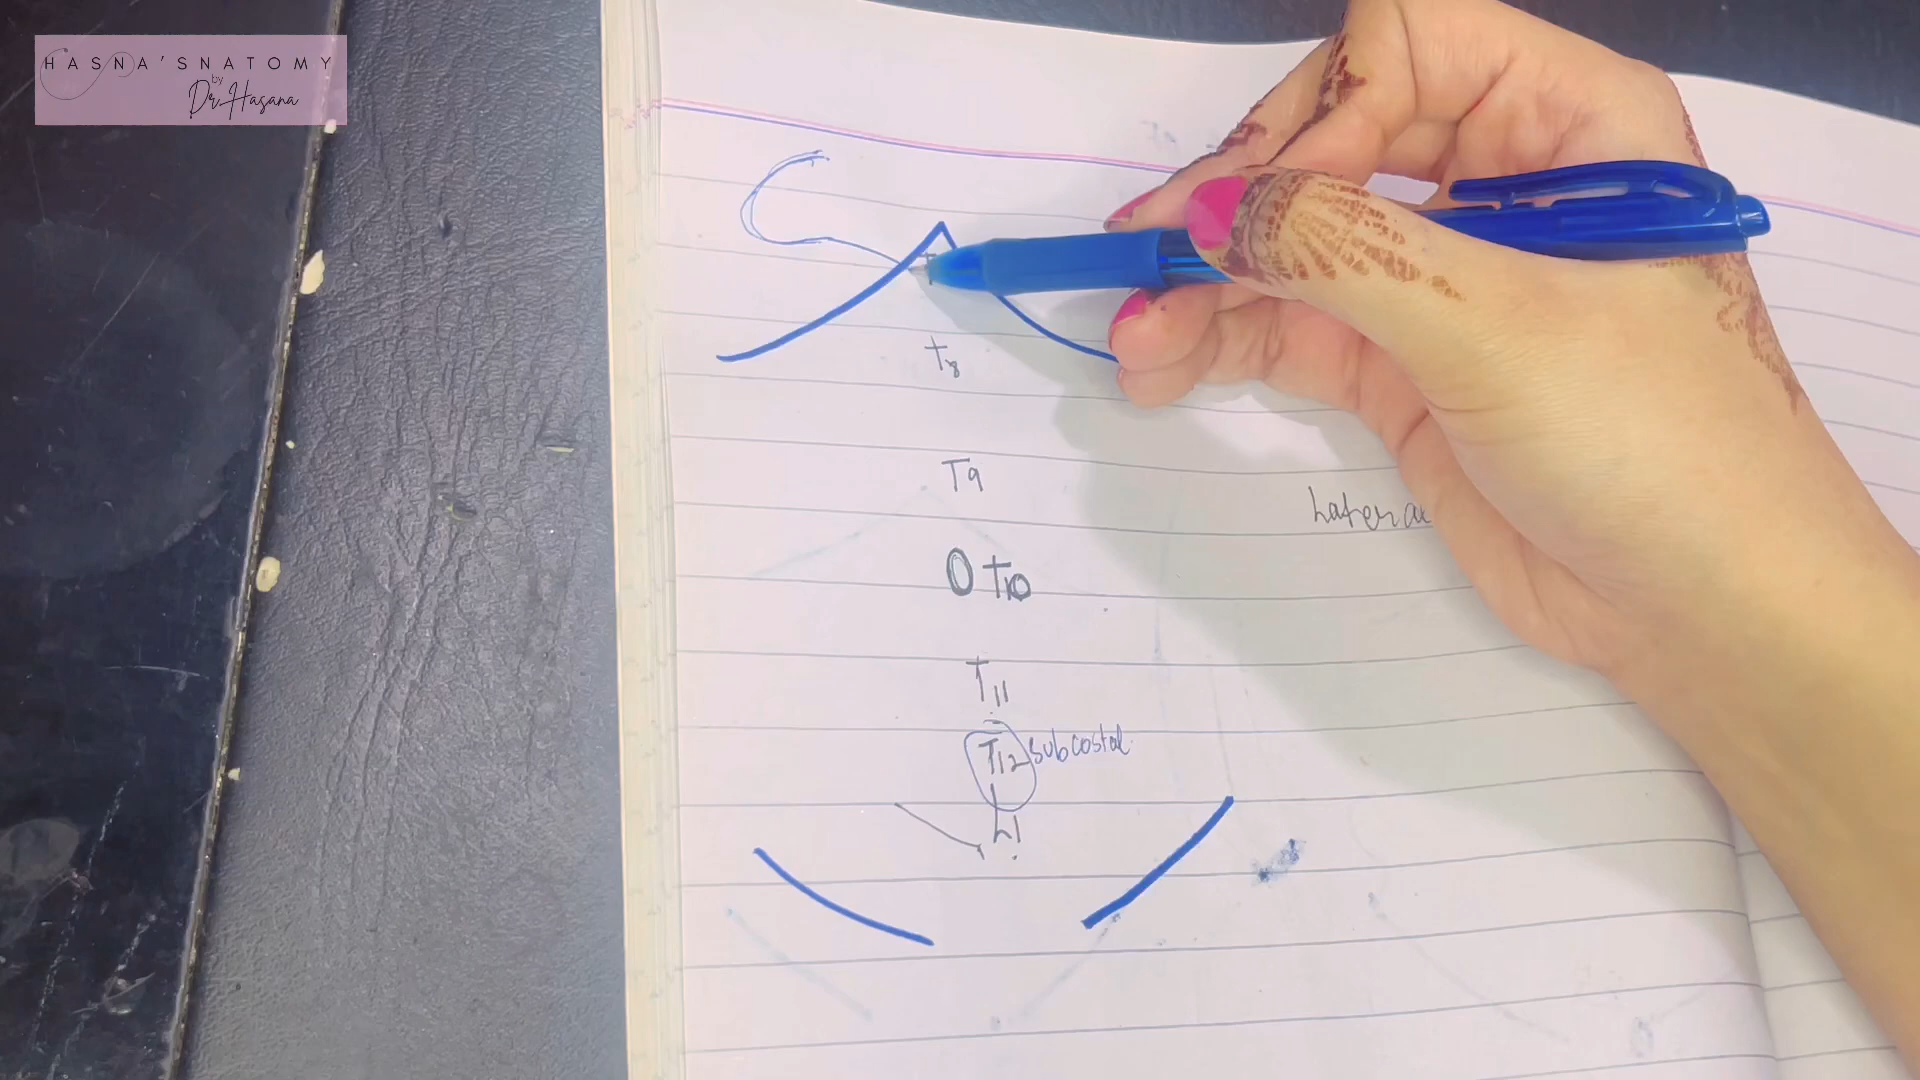 HASNA'SNATOMY
by
Dr.Hasana
T8
T9
O T10
T11
T12 subcostal
L1